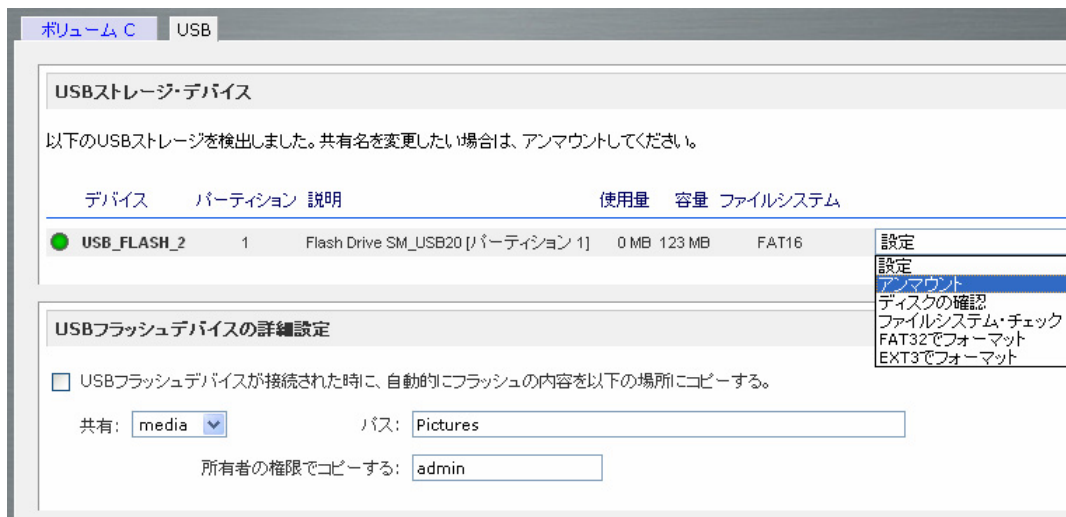 ボリューム C USB
USBストレージ・デバイス
以下のUSBストレージを検出しました。共有名を変更したい場合は、アンマウントしてください。
デバイス パーティション 説明 使用量 容量 ファイルシステム
USB_FLASH_2 1 Flash Drive SM_USB20 [パーティション 1] 0 MB 123 MB FAT16 設定
設定
アンマウント
ディスクの確認
ファイルシステム・チェック
FAT32でフォーマット
EXT3でフォーマット
USBフラッシュデバイスの詳細設定
USBフラッシュデバイスが接続された時に、自動的にフラッシュの内容を以下の場所にコピーする。
共有: media パス: Pictures
所有者の権限でコピーする: admin